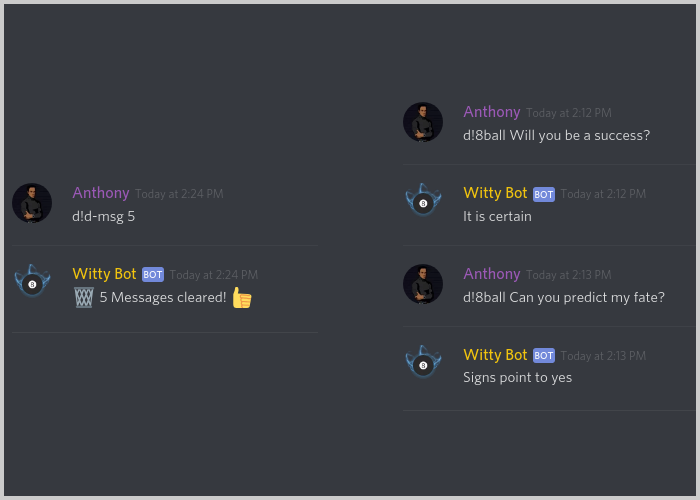 Anthony Today at 2:24 PM
d!d-msg 5
Witty Bot BOT Today at 2:24 PM
🗑️ 5 Messages cleared! 👍
Anthony Today at 2:12 PM
d!8ball Will you be a success?
Witty Bot BOT Today at 2:12 PM
It is certain
Anthony Today at 2:13 PM
d!8ball Can you predict my fate?
Witty Bot BOT Today at 2:13 PM
Signs point to yes